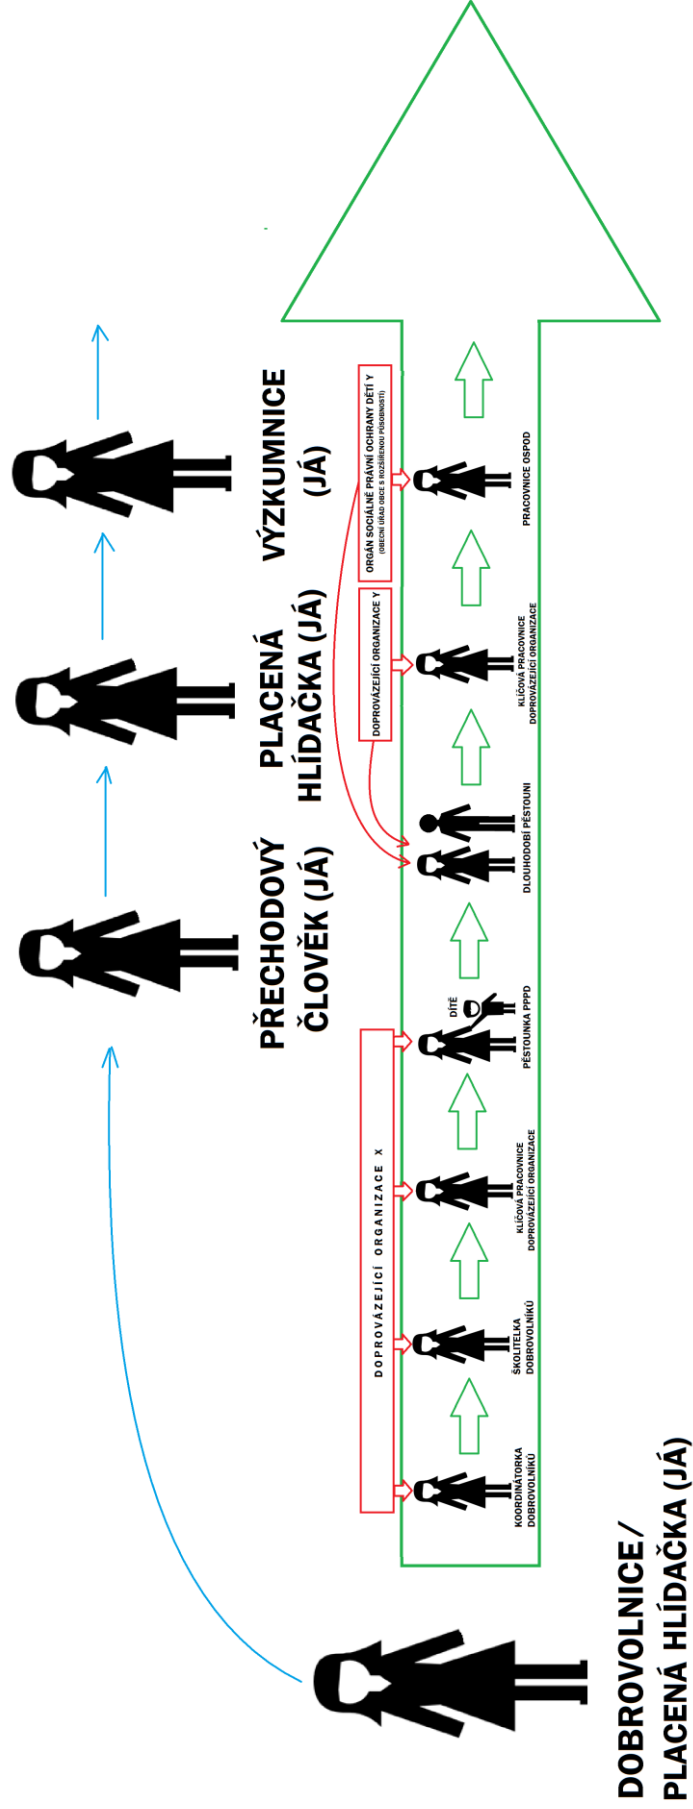 DOBROVOLNICE/
PLACENÁ HLÍDAČKA (JÁ)
PŘECHODOVÝ
ČLOVĚK (JÁ)
PLACENÁ
HLÍDAČKA (JÁ)
VÝZKUMNICE
(JÁ)
DOPROVÁZEJÍCÍ ORGANIZACE X
DOPROVÁZEJÍCÍ ORGANIZACE Y
ORGÁN SOCIÁLNĚ PRÁVNÍ OCHRANY DĚTÍ Y
(OBECNÍ ÚŘAD OBCE S ROZŠÍŘENOU PŮSOBNOSTÍ)
KOORDINÁTORKA
DOBROVOLNÍKŮ
ŠKOLITELKA
DOBROVOLNÍKŮ
KLÍČOVÁ PRACOVNICE
DOPROVÁZEJÍCÍ ORGANIZACE
DÍTĚ
PĚSTOUNKA PPPD
DLOUHODOBÍ PĚSTOUNI
KLÍČOVÁ PRACOVNICE
DOPROVÁZEJÍCÍ ORGANIZACE
PRACOVNICE OSPOD